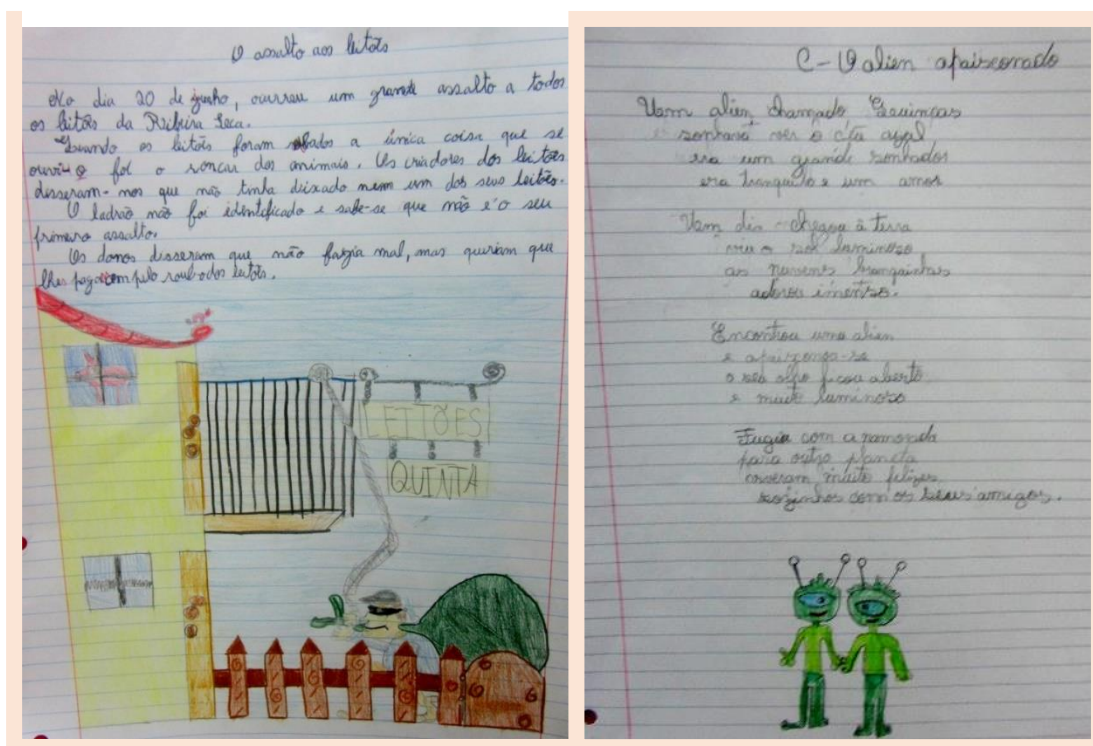 O assalto aos leitões
No dia 20 de junho, ocurreu um grande assalto a todos
os leitões da Ribeira Seca.
Quando os leitões foram robados a única coisa que se
ouviu foi o roncar dos animais. Os criadores dos leitões
disseram-nos que não tinha deixado nem um dos seus leitões.
O ladrão não foi identificado e sabe-se que não é o seu
primeiro assalto.
Os donos disseram que não fazia mal, mas queriam que
lhes pagassem pelo roubo dos leitões.
LEITÕES
QUINTA
C - O alien apaixonado
Um alien chamado
sonhava ver o céu azul
era um grande sonhador
era tranquilo e um amor
Um dia chegou à terra
viu o sol luminoso
as nuvens branquinhas
adorou imenso.
Encontrou uma alien
e apaixonou-se
o seu olho ficou aberto
e muito luminoso
Fugiu com a namorada
para outro planeta
viveram muito felizes
sozinhos com os seus amigos.